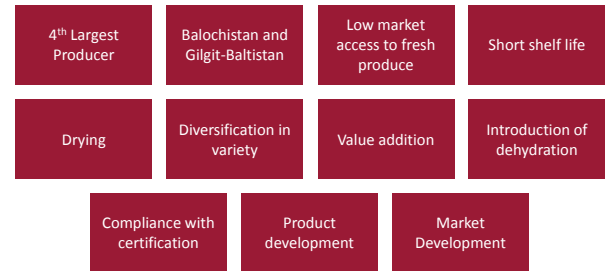 4th Largest
Producer
Balochistan and
Gilgit-Baltistan
Low market
access to fresh
produce
Short shelf life
Drying
Diversification in
variety
Value addition
Introduction of
dehydration
Compliance with
certification
Product
development
Market
Development